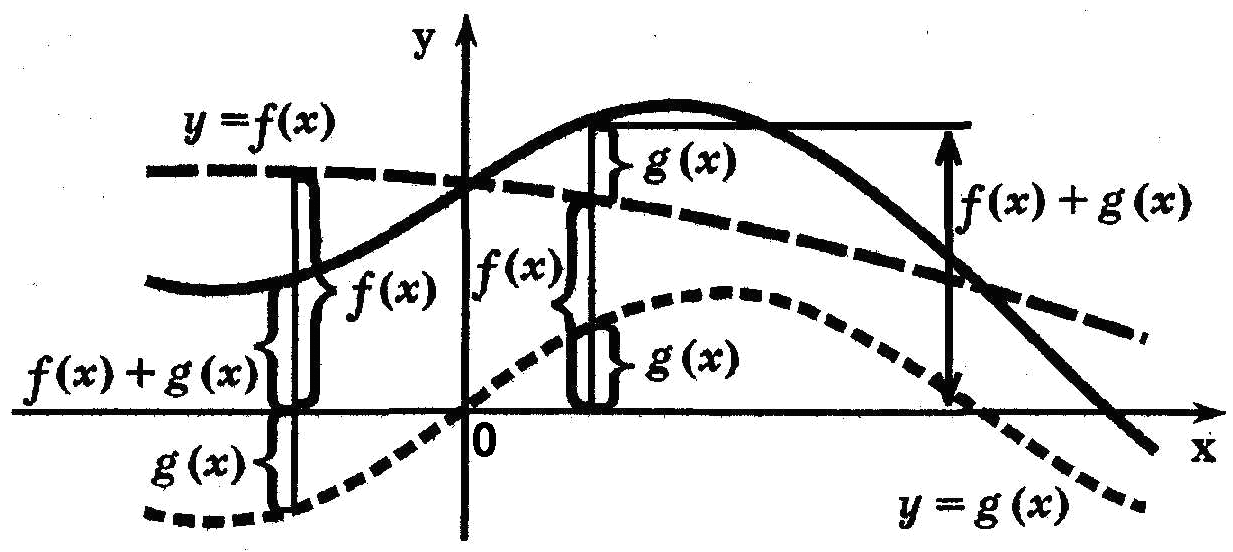 y
y = f(x)
g(x)
f(x) + g(x)
f(x)
f(x)
g(x)
f(x) + g(x)
0
x
g(x)
y = g(x)